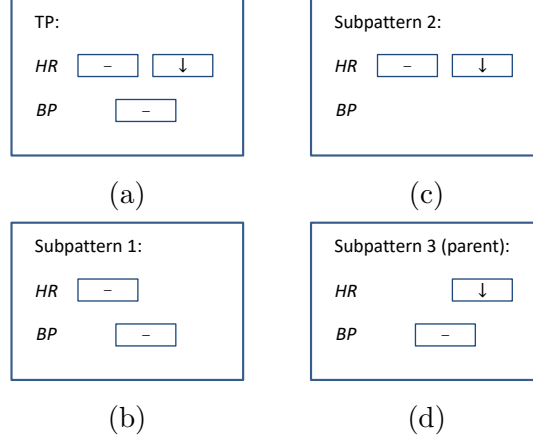 TP:
HR – ↓
BP –
(a)
Subpattern 2:
HR – ↓
BP
(c)
Subpattern 1:
HR –
BP –
(b)
Subpattern 3 (parent):
HR ↓
BP –
(d)